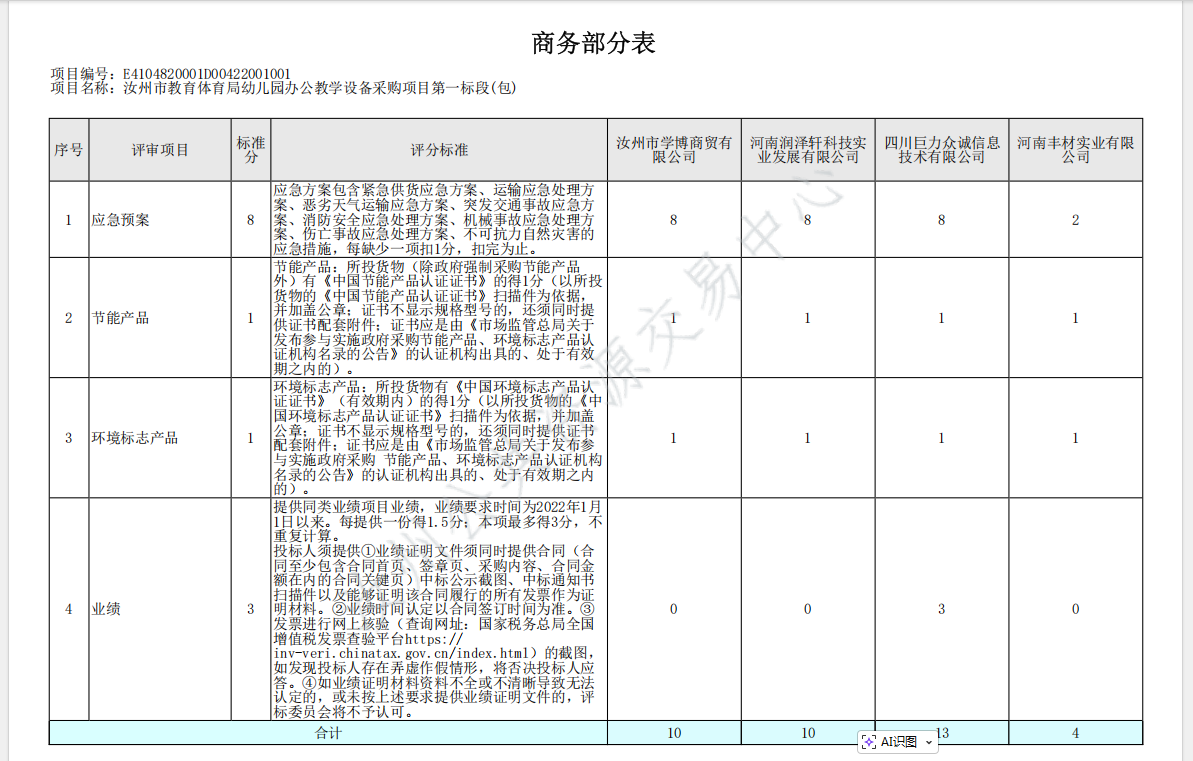 商务部分表
项目编号: E4104820001D00422001001
项目名称: 汝州市教育体育局幼儿园办公教学设备采购项目第一标段(包)
序号 评审项目 标准分 评分标准 汝州市学博商贸有限公司 河南润泽轩科技实业发展有限公司 四川巨力众诚信息技术有限公司 河南丰材实业有限公司
1 应急预案 8
应急方案包含紧急供货应急方案、运输应急处理方
案、恶劣天气运输应急方案、突发交通事故应急方
案、消防安全应急处理方案、机械事故应急处理方
案、伤亡事故应急处理方案、不可抗力自然灾害的
应急措施，每缺少一项扣1分，扣完为止。
8 8 8 2
2 节能产品 1
节能产品：所投货物（除政府强制采购节能产品
外）有《中国节能产品认证证书》的得1分（以所投
货物的《中国节能产品认证证书》扫描件为依据，
并加盖公章；证书不显示规格型号的，还须同时提
供证书配套附件；证书应是由《市场监管总局关于
发布参与实施政府采购节能产品、环境标志产品认
证机构名录的公告》的认证机构出具的、处于有效
期之内的）。
1 1 1 1
3 环境标志产品 1
环境标志产品：所投货物有《中国环境标志产品认
证证书》（有效期内）的得1分（以所投货物的《中
国环境标志产品认证证书》扫描件为依据，并加盖
公章；证书不显示规格型号的，还须同时提供证书
配套附件；证书应是由《市场监管总局关于发布参
与实施政府采购 节能产品、环境标志产品认证机构
名录的公告》的认证机构出具的、处于有效期之内
的）。
1 1 1 1
4 业绩 3
提供同类业绩项目业绩，业绩要求时间为2022年1月
1日以来。每提供一份得1.5分；本项最多得3分，不
重复计算。
投标人须提供①业绩证明文件须同时提供合同（合
同至少包含合同首页、签章页、采购内容、合同金
额在内的合同关键页）中标公示截图、中标通知书
扫描件以及能够证明该合同履行的所有发票作为证
明材料。②业绩时间认定以合同签订时间为准。③
发票进行网上核验（查询网址：国家税务总局全国
增值税发票查验平台https://
inv-veri.chinatax.gov.cn/index.html）的截图，
如发现投标人存在弄虚作假情形，将否决投标人应
答。④如业绩证明材料资料不全或不清晰导致无法
认定的，或未按上述要求提供业绩证明文件的，评
标委员会将不予认可。
0 0 3 0
合计 10 10 13 4
AI识图